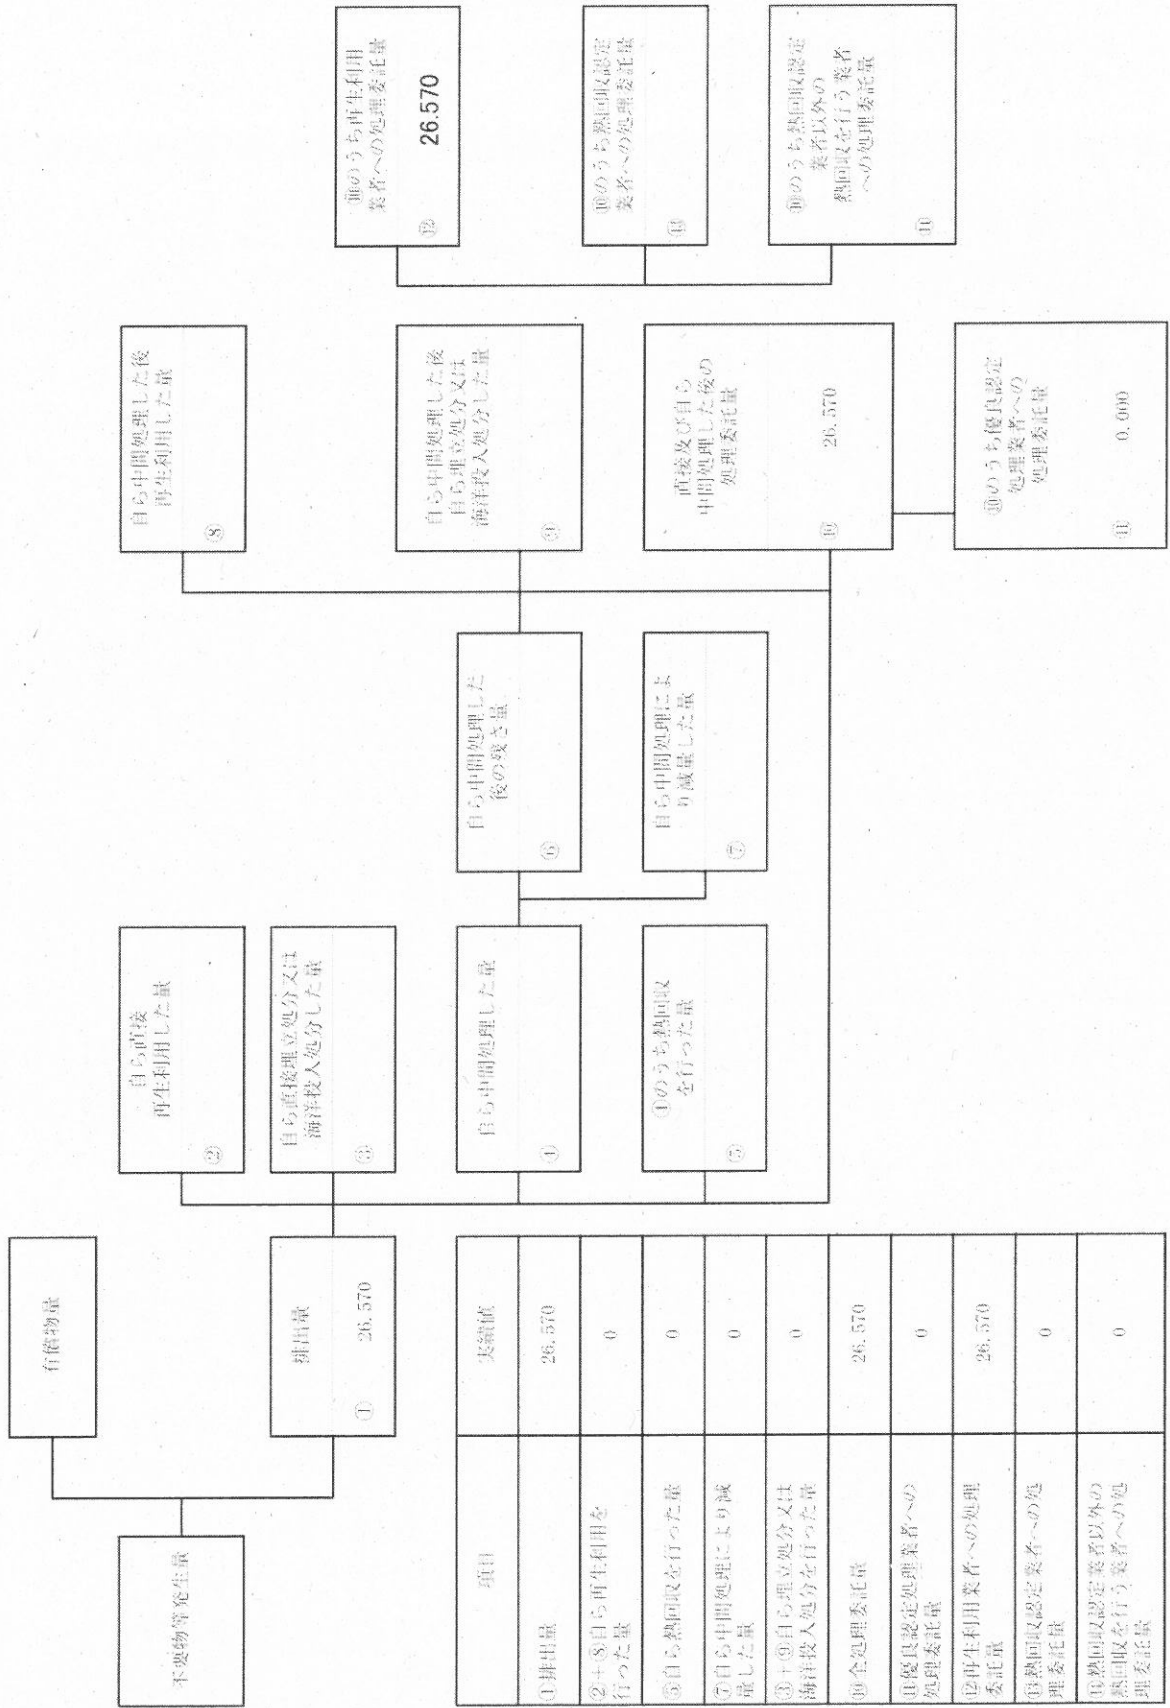 不要物等発生量
有償物量
排出量
① 26.570
自ら直接
再生利用した量
②
自ら直接埋立処分又は
海洋投入処分した量
③
自ら中間処理した量
④
④のうち熱回収
を行った量
⑤
自ら中間処理した
後の残さ量
⑥
自ら中間処理によ
り減量した量
⑦
自ら中間処理した後
再生利用した量
⑧
自ら中間処理した後
自ら埋立処分又は
海洋投入処分した量
⑨
直接及び自ら
中間処理した後の
処理委託量
⑩ 26.570
⑩のうち優良認定
処理業者への
処理委託量
⑪ 0.000
⑩のうち再生利用
業者への処理委託量
⑫ 26.570
⑩のうち熱回収認定
業者への処理委託量
⑬
⑩のうち熱回収認定
業者以外の
熱回収を行う業者
への処理委託量
⑭
項目 実績値
①排出量 26.570
②+⑧自ら再生利用を
行った量 0
⑤自ら熱回収を行った量 0
⑦自ら中間処理により減
量した量 0
③+⑨自ら埋立処分又は
海洋投入処分を行った量 0
⑩全処理委託量 26.570
⑪優良認定処理業者への
処理委託量 0
⑫再生利用業者への処理
委託量 26.570
⑬熱回収認定業者への処
理委託量 0
⑭熱回収認定業者以外の
熱回収を行う業者への処
理委託量 0